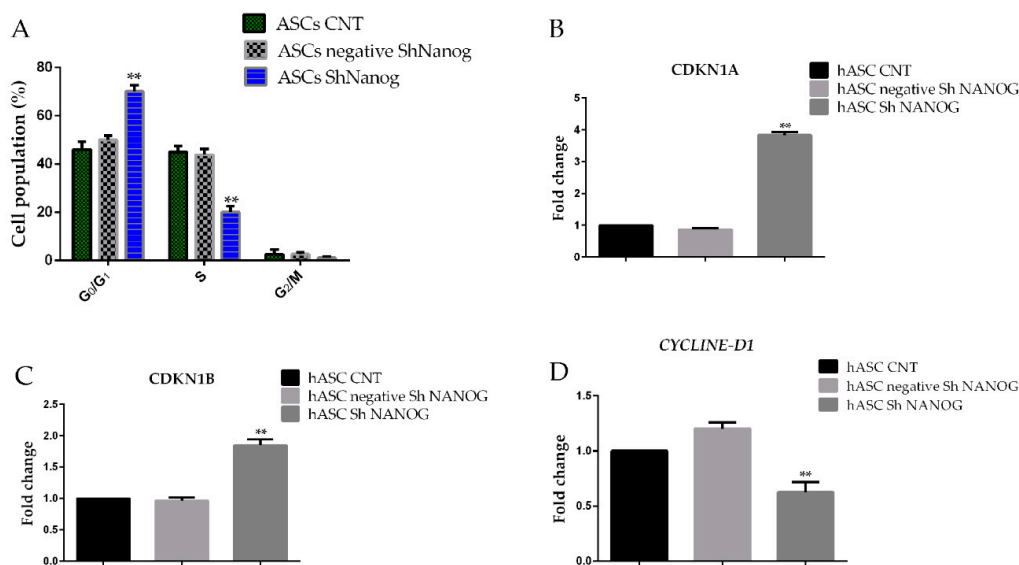 A
ASCs CNT
ASCs negative ShNanog
ASCs ShNanog
Cell population (%)
80
60
40
20
0
**
**
G0/G1
S
G2/M
B
CDKN1A
hASC CNT
hASC negative Sh NANOG
hASC Sh NANOG
Fold change
5
4
3
2
1
0
**
C
CDKN1B
hASC CNT
hASC negative Sh NANOG
hASC Sh NANOG
Fold change
2.5
2.0
1.5
1.0
0.5
0.0
**
D
CYCLINE-D1
hASC CNT
hASC negative Sh NANOG
hASC Sh NANOG
Fold change
1.5
1.0
0.5
0.0
**